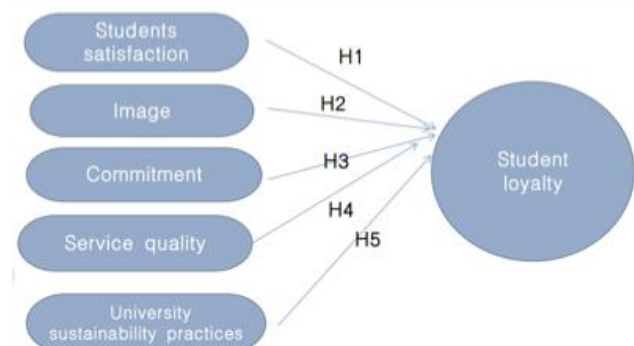 Students
satisfaction
H1
Image
H2
Commitment
H3
Service quality
H4
University
sustainability practices
H5
Student
loyalty